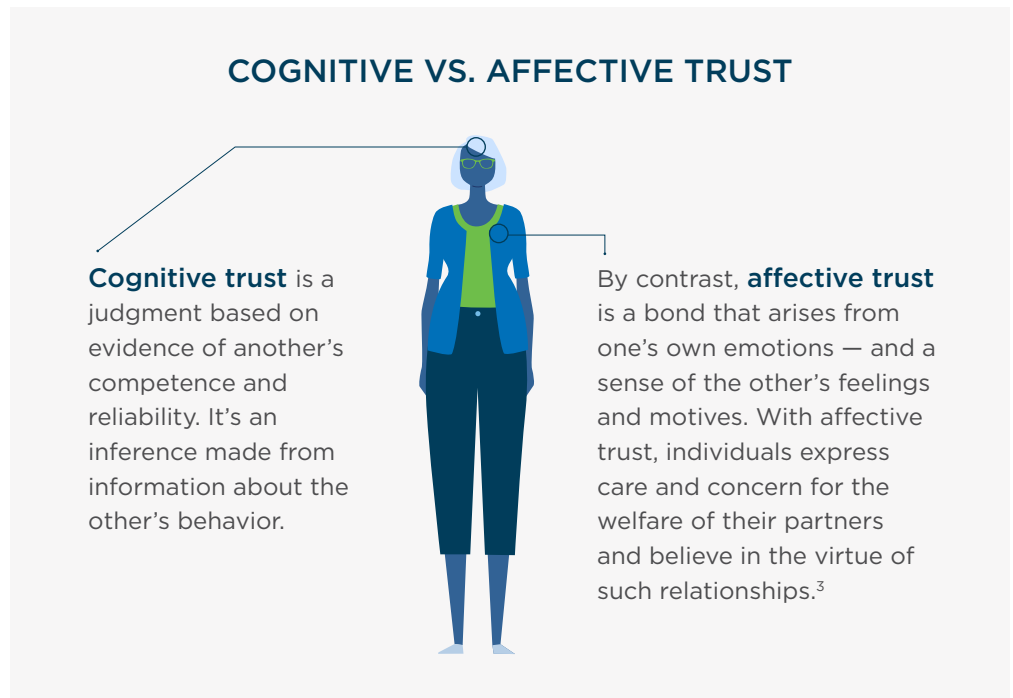 COGNITIVE VS. AFFECTIVE TRUST
Cognitive trust is a
judgment based on
evidence of another’s
competence and
reliability. It’s an
inference made from
information about the
other’s behavior.
By contrast, affective trust
is a bond that arises from
one’s own emotions — and a
sense of the other’s feelings
and motives. With affective
trust, individuals express
care and concern for the
welfare of their partners
and believe in the virtue of
such relationships.³